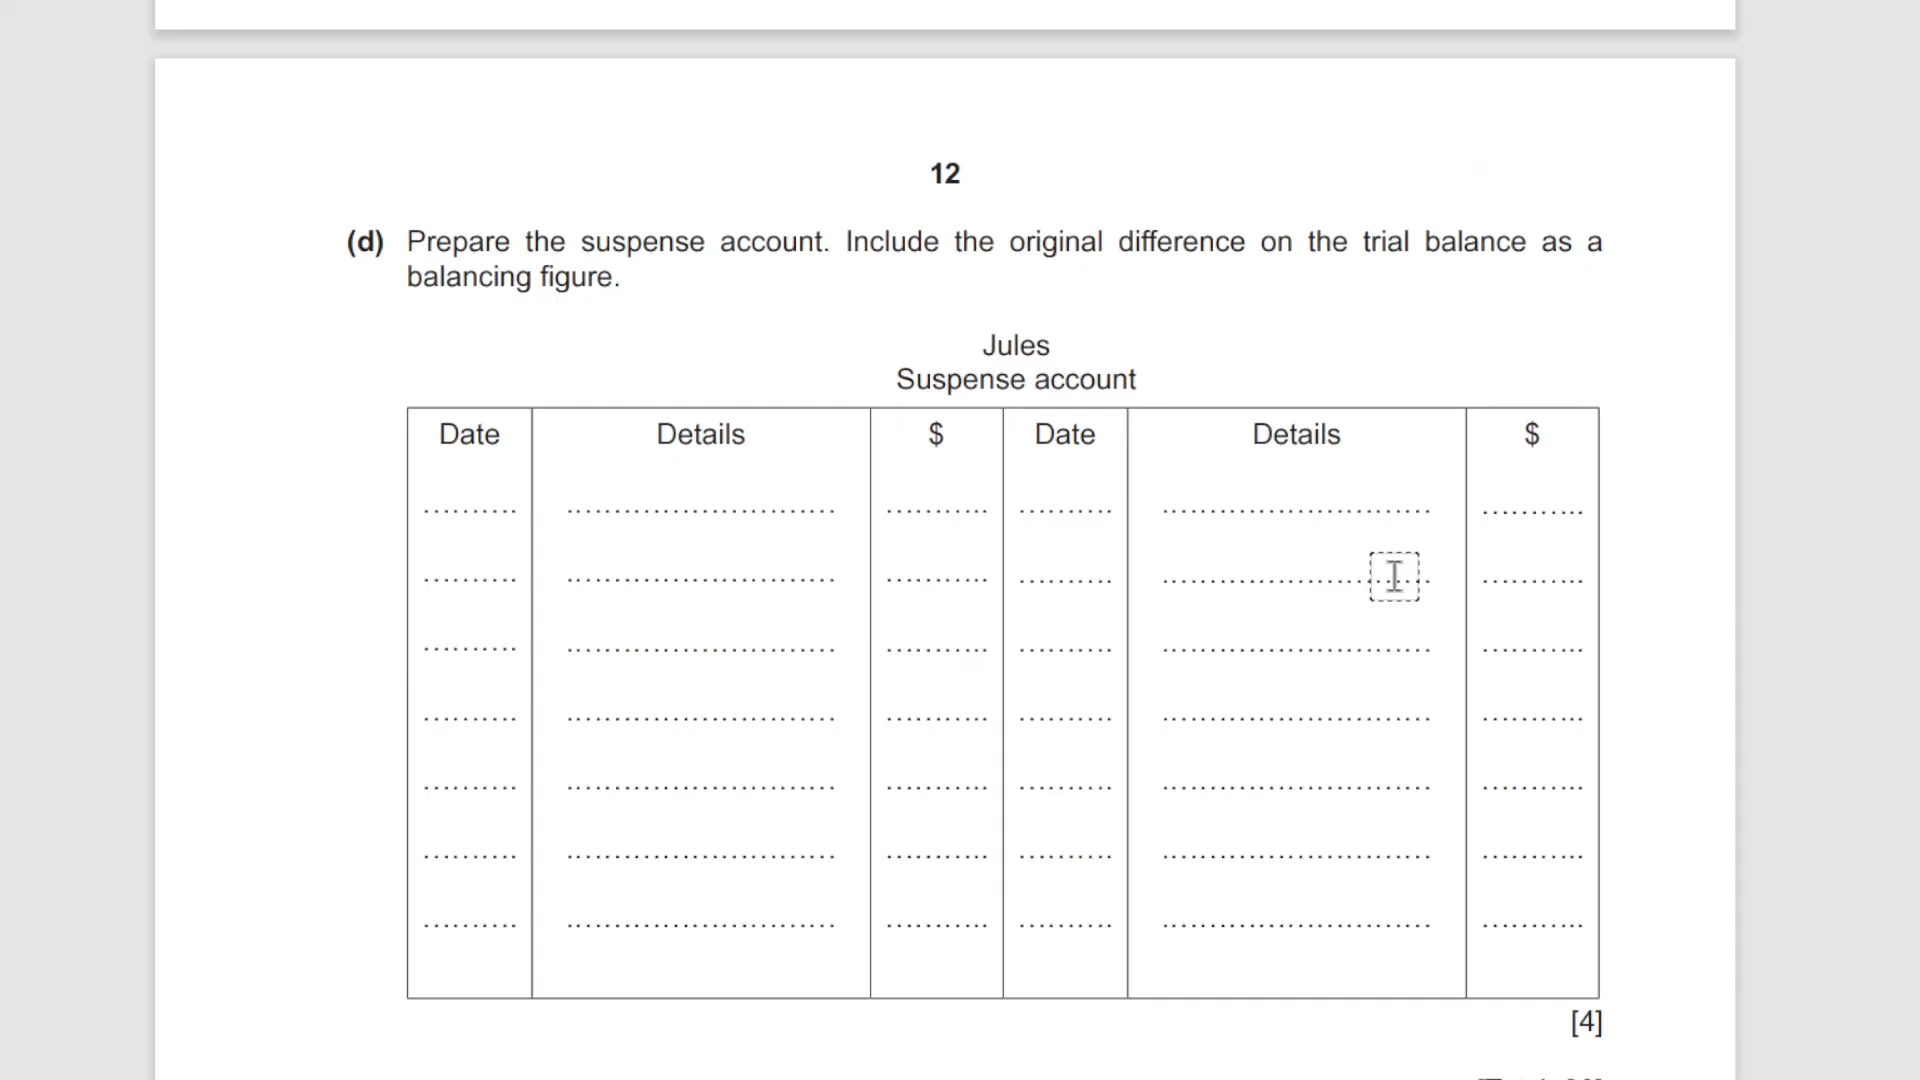 12
(d) Prepare the suspense account. Include the original difference on the trial balance as a
balancing figure.
Jules
Suspense account
Date Details $ Date Details $
[4]